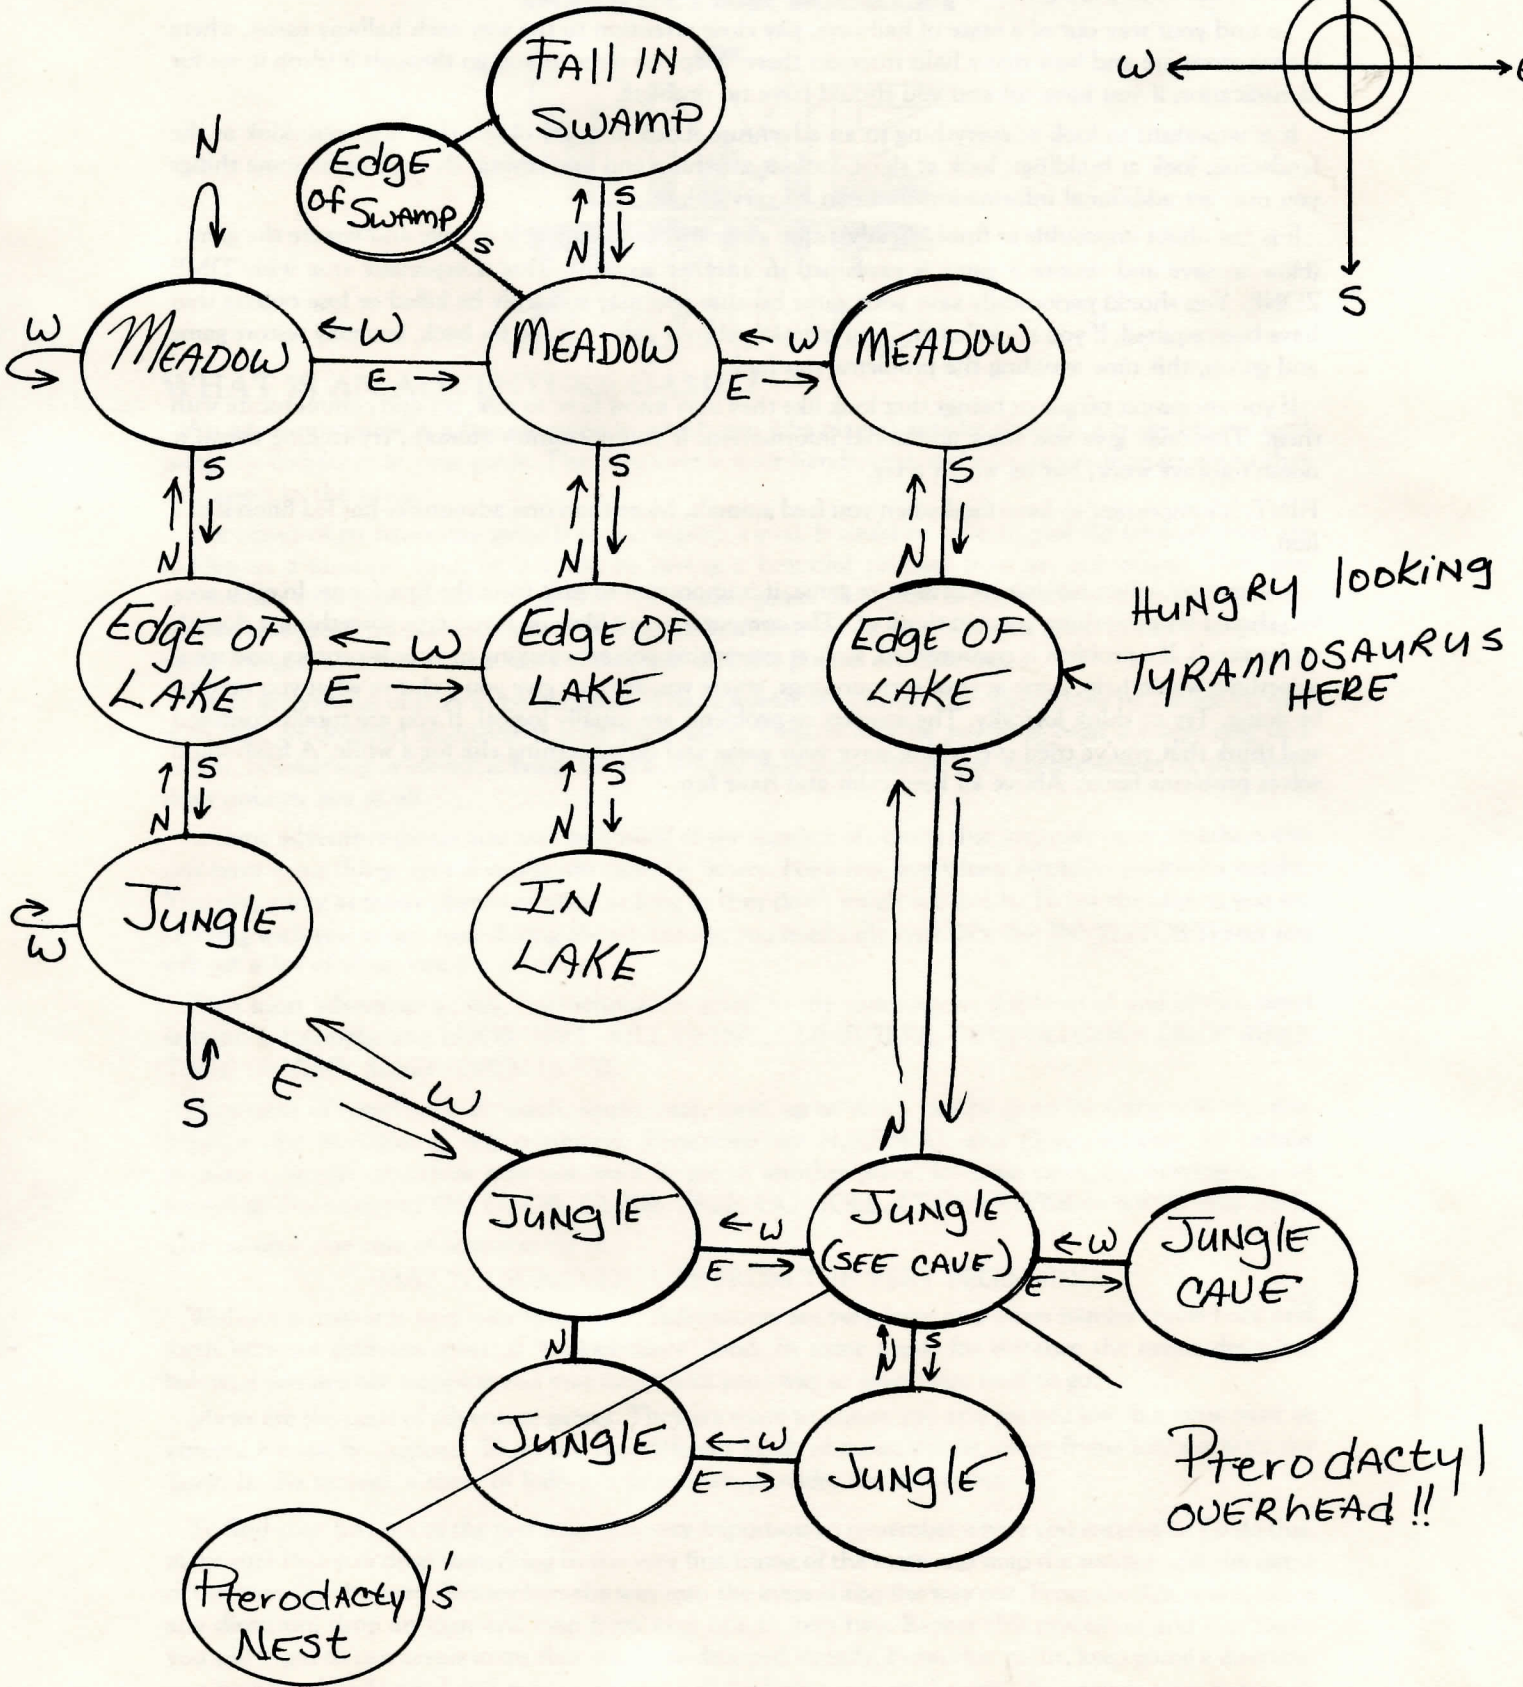 FALL IN
SWAMP
W
E
S
N
Edge
of SWAMP
S
S
N
W
MEADOW
W
E
MEADOW
W
E
MEADOW
S
N
S
N
S
N
Edge OF
LAKE
W
E
Edge OF
LAKE
Edge OF
LAKE
HUNGRY looking
TYRANNOSAURUS
HERE
S
N
S
N
S
JUNGLE
W
IN
LAKE
S
E
W
N
JUNGLE
W
E
JUNGLE
(SEE CAVE)
W
E
JUNGLE
CAVE
N
N
S
JUNGLE
W
E
JUNGLE
PterodACtyl
OVERhEAd!!
PterodACtyl's
NESt